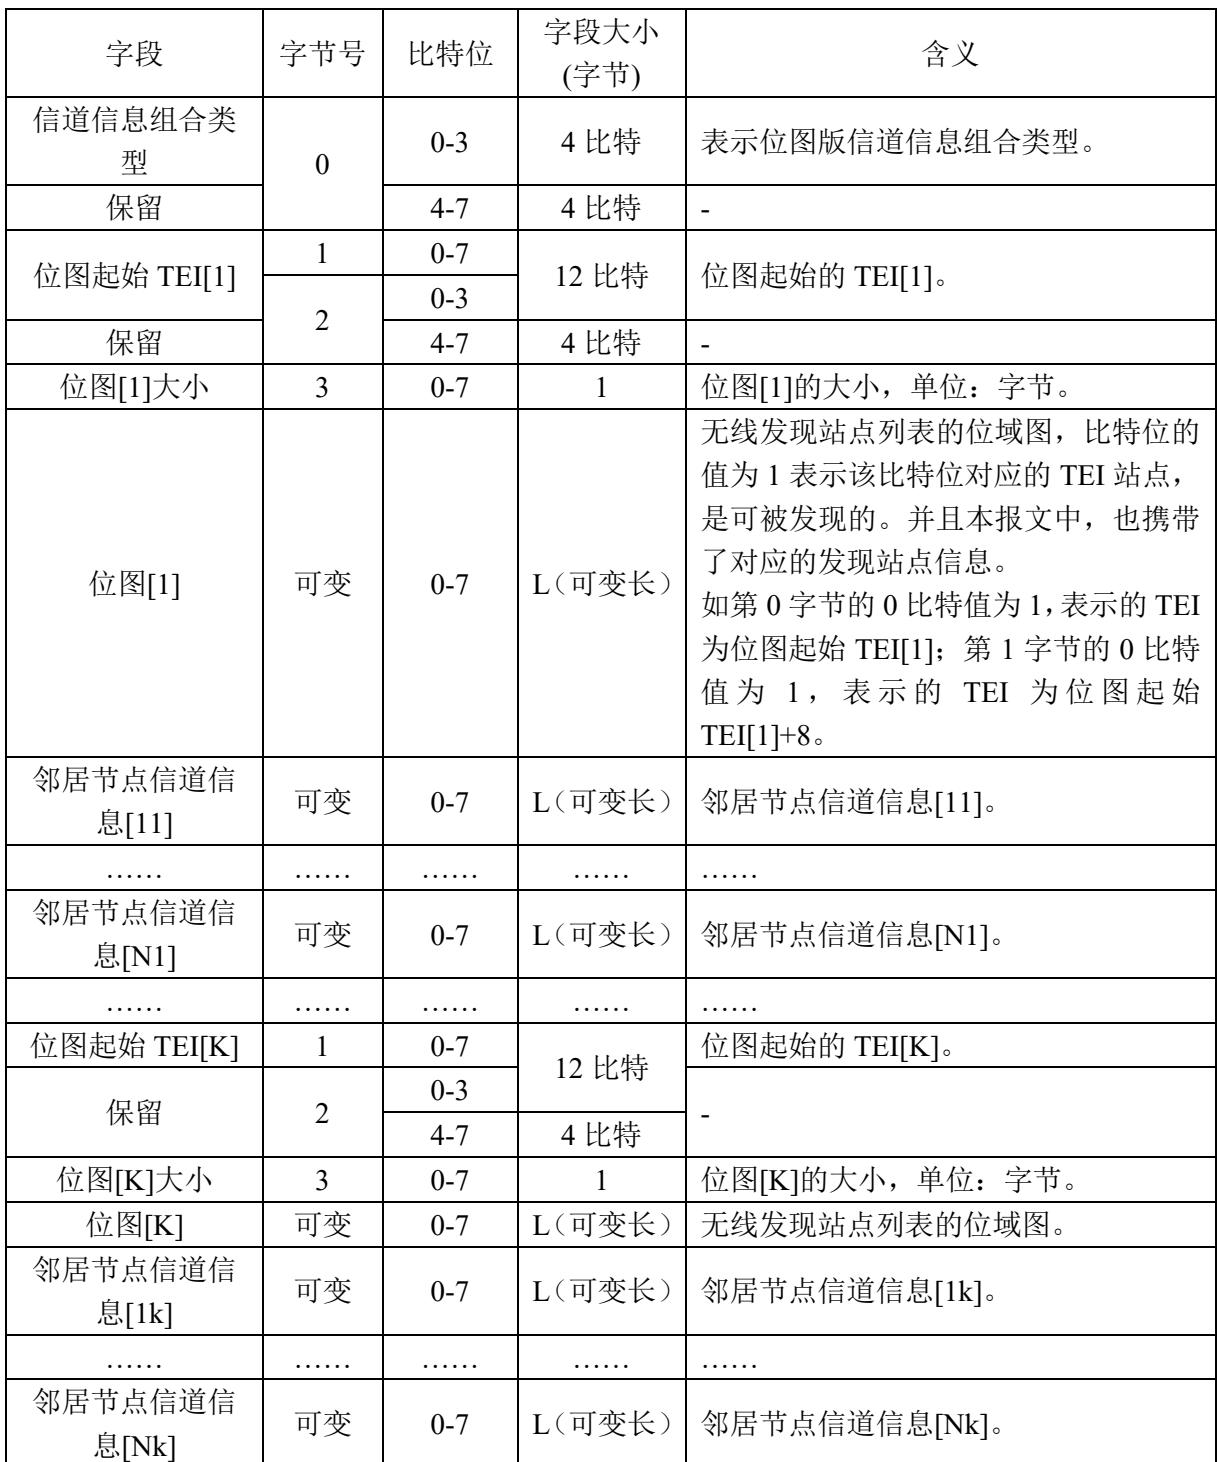 字段 字节号 比特位 字段大小(字节) 含义
信道信息组合类型 0 0-3 4 比特 表示位图版信道信息组合类型。
保留 4-7 4 比特 -
位图起始 TEI[1] 1 0-7 12 比特 位图起始的 TEI[1]。
2 0-3
保留 4-7 4 比特 -
位图[1]大小 3 0-7 1 位图[1]的大小，单位：字节。
位图[1] 可变 0-7 L（可变长） 无线发现站点列表的位域图，比特位的
值为 1 表示该比特位对应的 TEI 站点，
是可被发现的。并且本报文中，也携带
了对应的发现站点信息。
如第 0 字节的 0 比特值为 1，表示的 TEI
为位图起始 TEI[1]；第 1 字节的 0 比特
值为 1，表示的 TEI 为位图起始
TEI[1]+8。
邻居节点信道信息[11] 可变 0-7 L（可变长） 邻居节点信道信息[11]。
…… …… …… …… ……
邻居节点信道信息[N1] 可变 0-7 L（可变长） 邻居节点信道信息[N1]。
…… …… …… …… ……
位图起始 TEI[K] 1 0-7 12 比特 位图起始的 TEI[K]。
保留 2 0-3 -
4-7 4 比特
位图[K]大小 3 0-7 1 位图[K]的大小，单位：字节。
位图[K] 可变 0-7 L（可变长） 无线发现站点列表的位域图。
邻居节点信道信息[1k] 可变 0-7 L（可变长） 邻居节点信道信息[1k]。
…… …… …… …… ……
邻居节点信道信息[Nk] 可变 0-7 L（可变长） 邻居节点信道信息[Nk]。